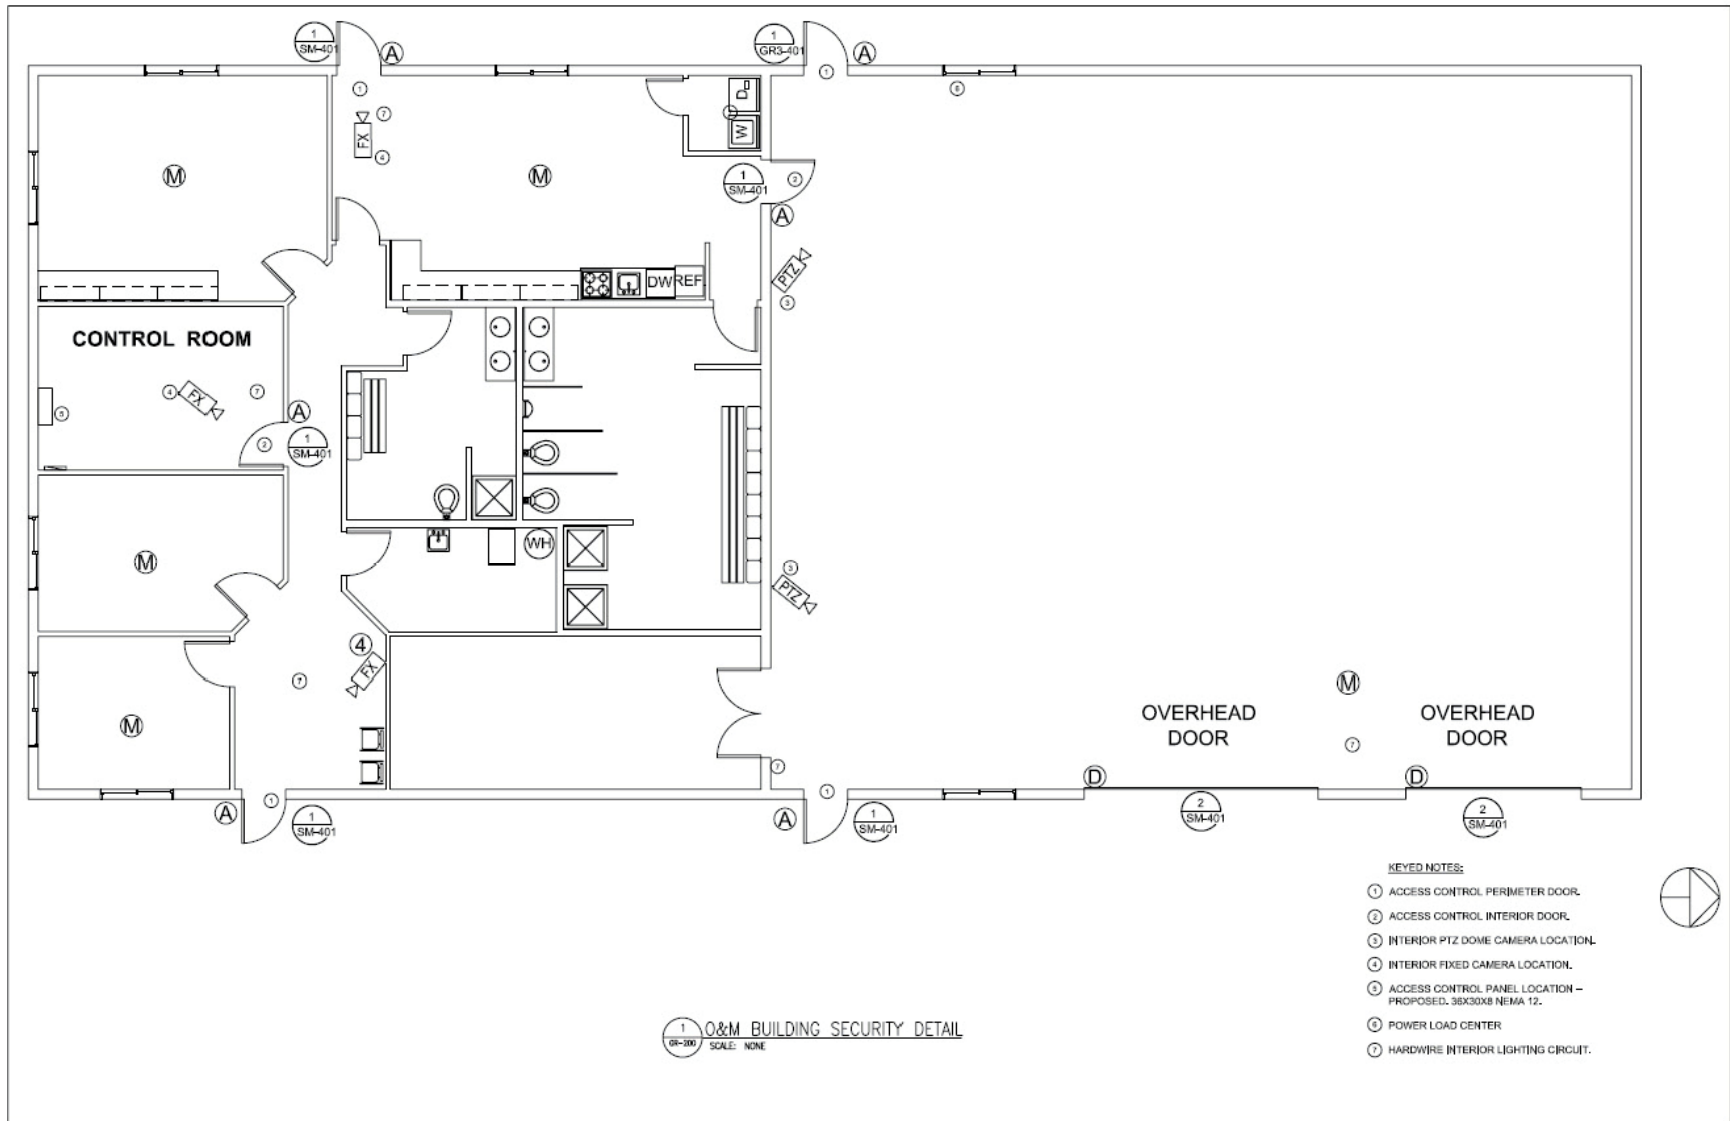 1
SM-401
A
1
GR3-401
A
1
1
6
7
FX
4
D
W
M
M
1
SM-401
2
A
PTZ
3
DW
REF.
CONTROL ROOM
4
FX
7
5
A
2
1
SM-401
WH
M
3
PTZ
4
FX
7
M
M
OVERHEAD
DOOR
OVERHEAD
DOOR
7
7
D
D
A
1
1
SM-401
A
1
1
SM-401
2
SM-401
2
SM-401
KEYED NOTES:
1 ACCESS CONTROL PERIMETER DOOR.
2 ACCESS CONTROL INTERIOR DOOR.
3 INTERIOR PTZ DOME CAMERA LOCATION.
4 INTERIOR FIXED CAMERA LOCATION.
5 ACCESS CONTROL PANEL LOCATION –
PROPOSED. 36X30X8 NEMA 12.
6 POWER LOAD CENTER
7 HARDWIRE INTERIOR LIGHTING CIRCUIT.
1
GR-200
O&M BUILDING SECURITY DETAIL
SCALE: NONE